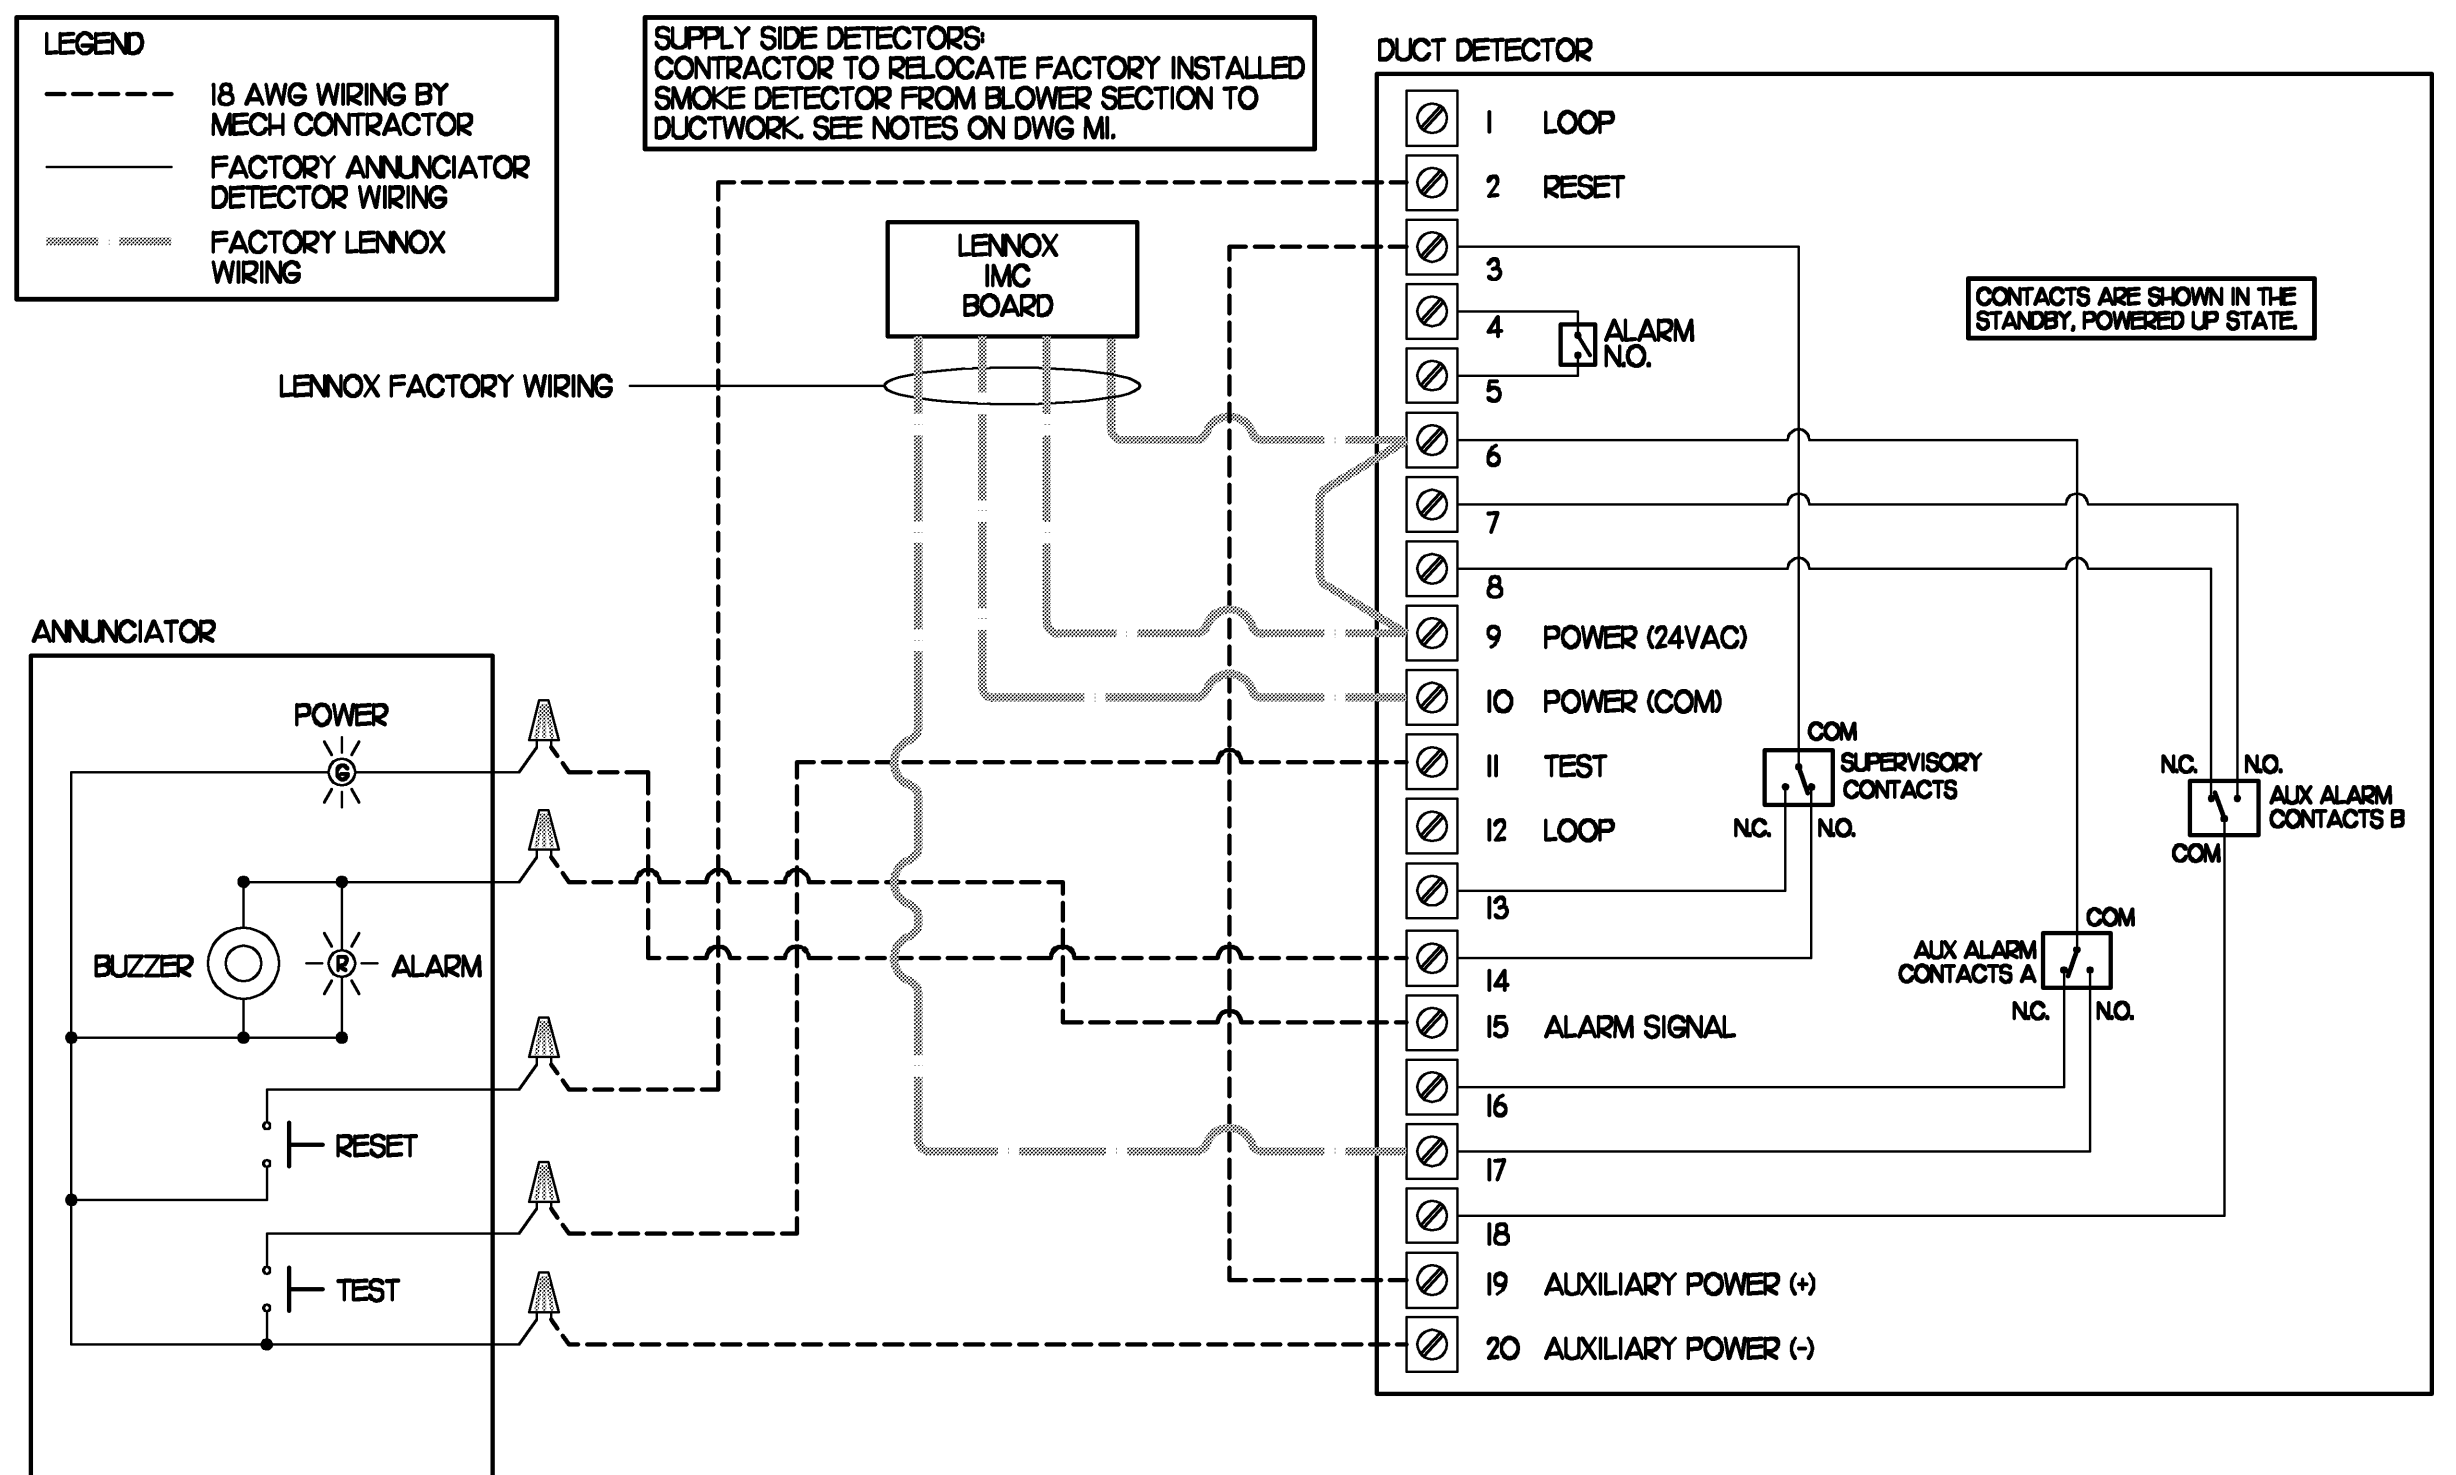 LEGEND
18 AWG WIRING BY
MECH CONTRACTOR
FACTORY ANNUNCIATOR
DETECTOR WIRING
FACTORY LENNOX
WIRING
SUPPLY SIDE DETECTORS:
CONTRACTOR TO RELOCATE FACTORY INSTALLED
SMOKE DETECTOR FROM BLOWER SECTION TO
DUCTWORK. SEE NOTES ON DWG M1.
LENNOX
IMC
BOARD
LENNOX FACTORY WIRING
ANNUNCIATOR
POWER
G
BUZZER
R
ALARM
RESET
TEST
DUCT DETECTOR
1 LOOP
2 RESET
3
4
5
ALARM
N.O.
6
7
8
9 POWER (24VAC)
10 POWER (COM)
11 TEST
12 LOOP
13
14
15 ALARM SIGNAL
16
17
18
19 AUXILIARY POWER (+)
20 AUXILIARY POWER (-)
CONTACTS ARE SHOWN IN THE
STANDBY, POWERED UP STATE.
COM
SUPERVISORY
CONTACTS
N.C. N.O.
N.C. N.O.
AUX ALARM
CONTACTS B
COM
COM
AUX ALARM
CONTACTS A
N.C. N.O.